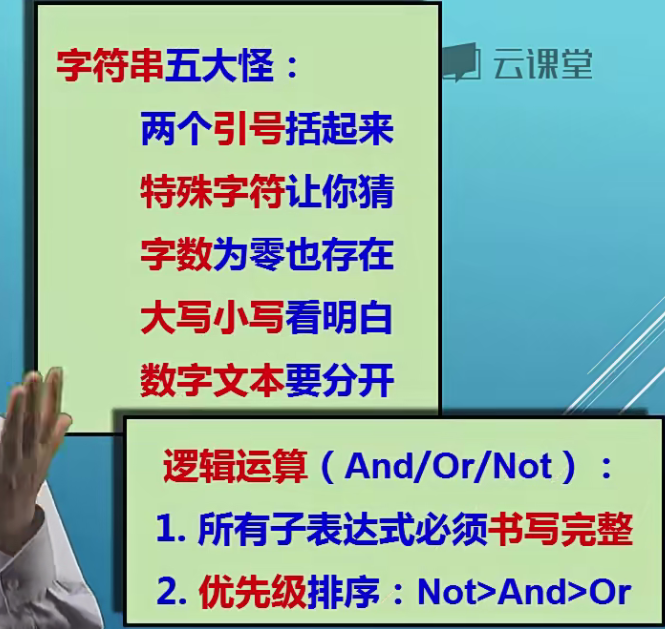 字符串五大怪：
云课堂
两个引号括起来
特殊字符让你猜
字数为零也存在
大写小写看明白
数字文本要分开
逻辑运算（And/Or/Not）：
1. 所有子表达式必须书写完整
2. 优先级排序：Not>And>Or